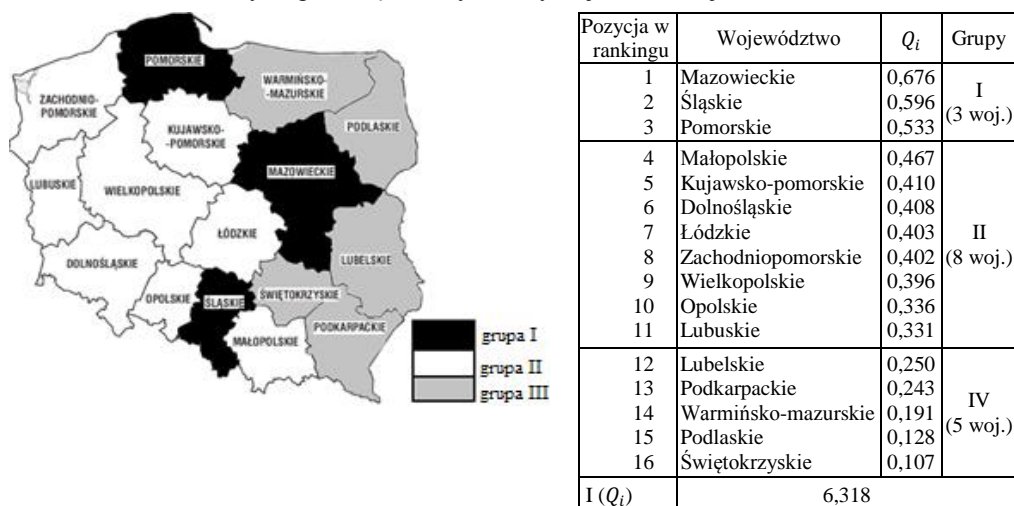 POMORSKIE
WARMIŃSKO-
-MAZURSKIE
ZACHODNIO-
POMORSKIE
KUJAWSKO-
-POMORSKIE
PODLASKIE
MAZOWIECKIE
LUBUSKIE
WIELKOPOLSKIE
ŁÓDZKIE
LUBELSKIE
DOLNOŚLĄSKIE
OPOLSKIE
ŚLĄSKIE
ŚWIĘTOKRZYSKIE
PODKARPACKIE
MAŁOPOLSKIE
grupa I
grupa II
grupa III
Pozycja w rankingu Województwo Qi Grupy
1 Mazowieckie 0,676 I (3 woj.)
2 Śląskie 0,596
3 Pomorskie 0,533
4 Małopolskie 0,467 II (8 woj.)
5 Kujawsko-pomorskie 0,410
6 Dolnośląskie 0,408
7 Łódzkie 0,403
8 Zachodniopomorskie 0,402
9 Wielkopolskie 0,396
10 Opolskie 0,336
11 Lubuskie 0,331
12 Lubelskie 0,250 IV (5 woj.)
13 Podkarpackie 0,243
14 Warmińsko-mazurskie 0,191
15 Podlaskie 0,128
16 Świętokrzyskie 0,107
I (Qi) 6,318